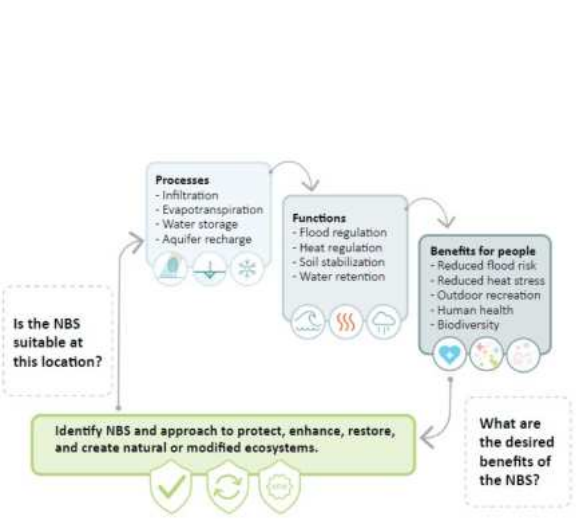 Processes
- Infiltration
- Evapotranspiration
- Water storage
- Aquifer recharge
Functions
- Flood regulation
- Heat regulation
- Soil stabilization
- Water retention
Benefits for people
- Reduced flood risk
- Reduced heat stress
- Outdoor recreation
- Human health
- Biodiversity
Is the NBS
suitable at
this location?
Identify NBS and approach to protect, enhance, restore,
and create natural or modified ecosystems.
What are
the desired
benefits of
the NBS?